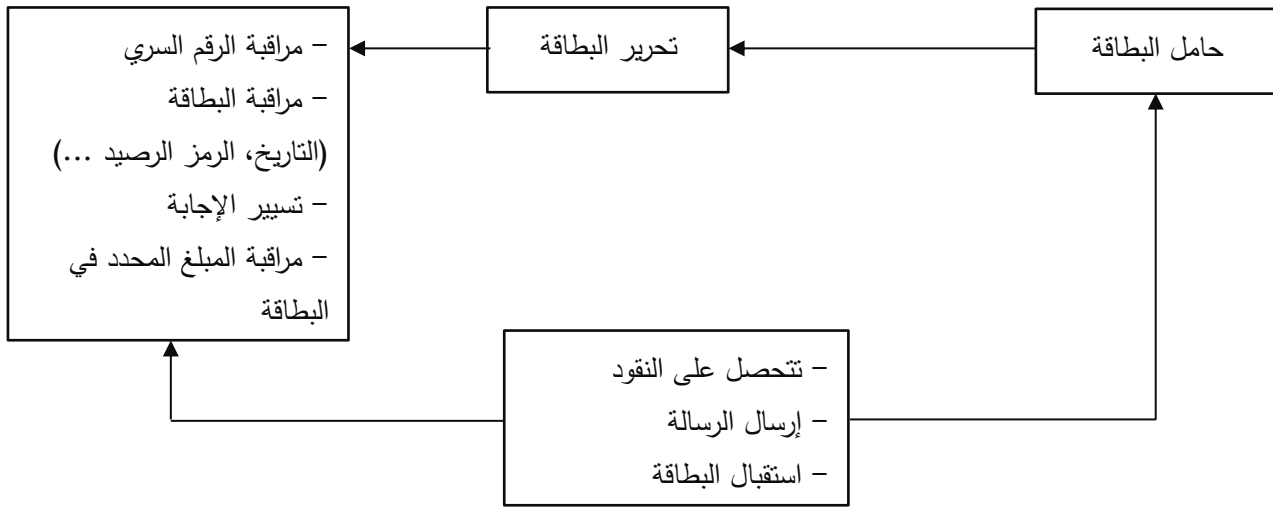 حامل البطاقة
تحرير البطاقة
– مراقبة الرقم السري
– مراقبة البطاقة
(التاريخ، الرمز الرصيد ...)
– تسيير الإجابة
– مراقبة المبلغ المحدد في
البطاقة
– تتحصل على النقود
– إرسال الرسالة
– استقبال البطاقة